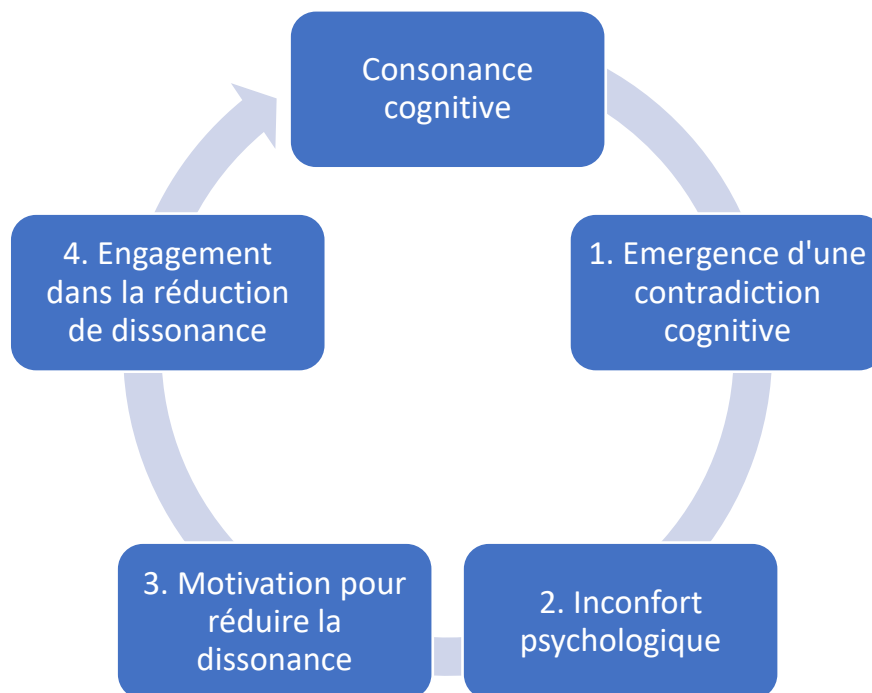 Consonance
cognitive
1. Emergence d'une
contradiction
cognitive
2. Inconfort
psychologique
3. Motivation pour
réduire la
dissonance
4. Engagement
dans la réduction
de dissonance